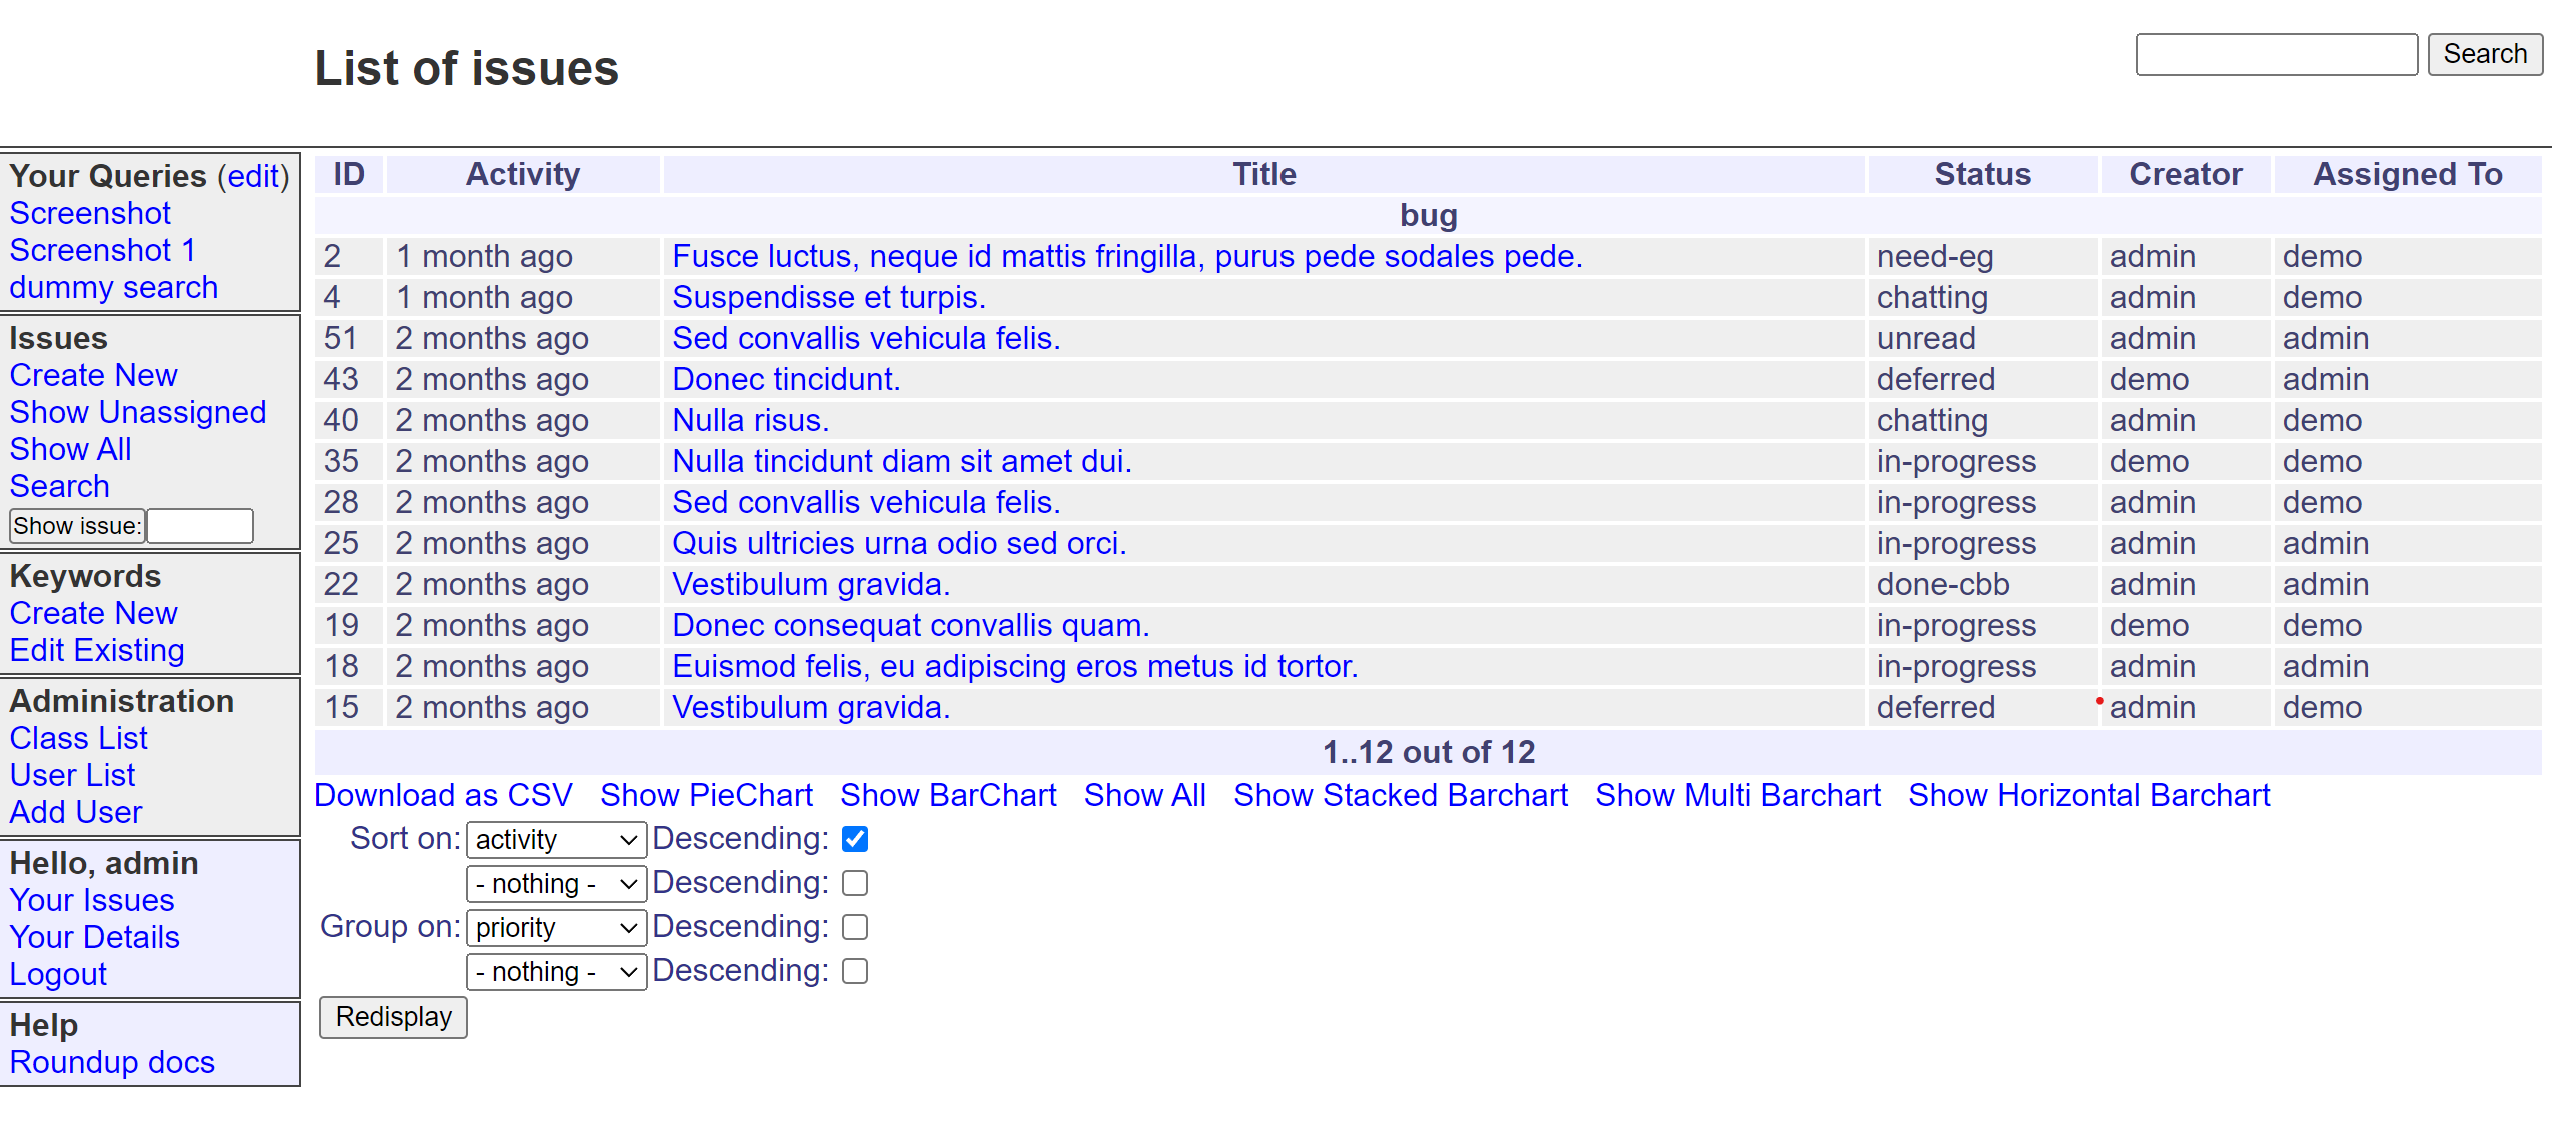 List of issues
Search
Your Queries (edit)
Screenshot
Screenshot 1
dummy search
Issues
Create New
Show Unassigned
Show All
Search
Show issue:
Keywords
Create New
Edit Existing
Administration
Class List
User List
Add User
Hello, admin
Your Issues
Your Details
Logout
Help
Roundup docs
ID Activity Title Status Creator Assigned To
bug
2 1 month ago Fusce luctus, neque id mattis fringilla, purus pede sodales pede. need-eg admin demo
4 1 month ago Suspendisse et turpis. chatting admin demo
51 2 months ago Sed convallis vehicula felis. unread admin admin
43 2 months ago Donec tincidunt. deferred demo admin
40 2 months ago Nulla risus. chatting admin demo
35 2 months ago Nulla tincidunt diam sit amet dui. in-progress demo demo
28 2 months ago Sed convallis vehicula felis. in-progress admin demo
25 2 months ago Quis ultricies urna odio sed orci. in-progress admin admin
22 2 months ago Vestibulum gravida. done-cbb admin admin
19 2 months ago Donec consequat convallis quam. in-progress demo demo
18 2 months ago Euismod felis, eu adipiscing eros metus id tortor. in-progress admin admin
15 2 months ago Vestibulum gravida. deferred admin demo
1..12 out of 12
Download as CSV Show PieChart Show BarChart Show All Show Stacked Barchart Show Multi Barchart Show Horizontal Barchart
Sort on: activity Descending:
- nothing - Descending:
Group on: priority Descending:
- nothing - Descending:
Redisplay